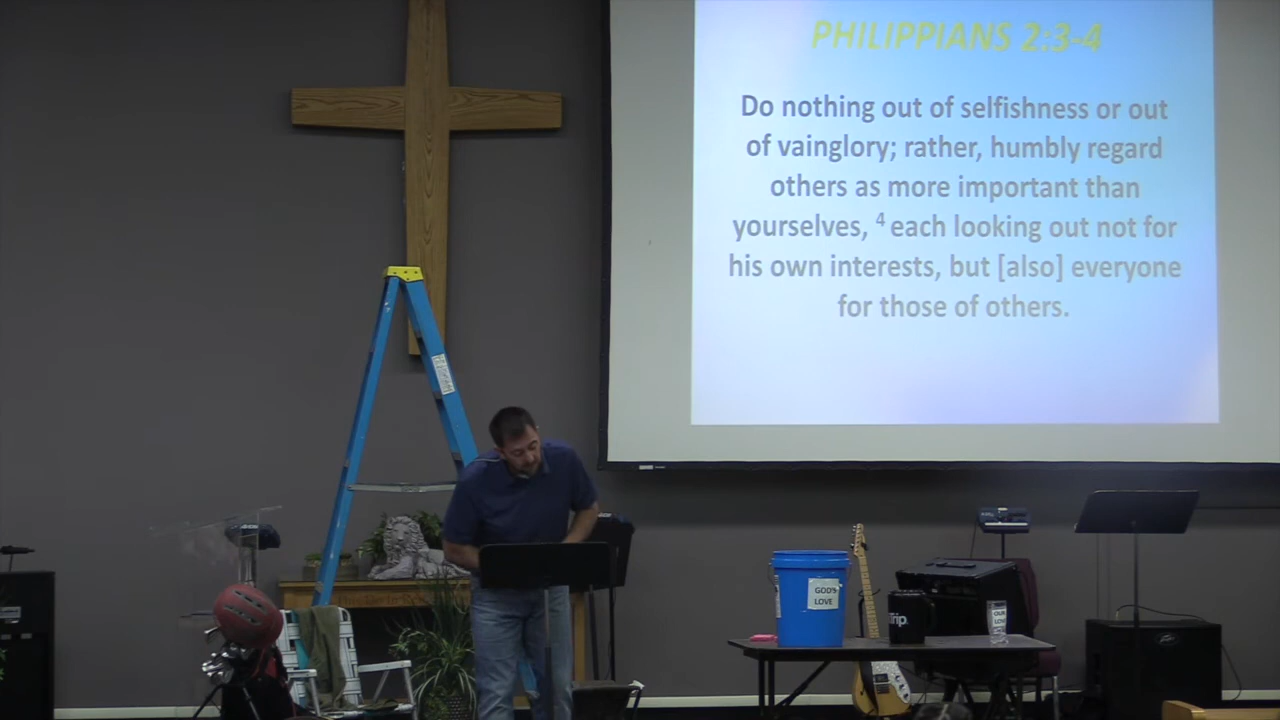 PHILIPPIANS 2:3-4
Do nothing out of selfishness or out
of vainglory; rather, humbly regard
others as more important than
yourselves, 4 each looking out not for
his own interests, but [also] everyone
for those of others.
GOD'S
LOVE
rip.
OUR